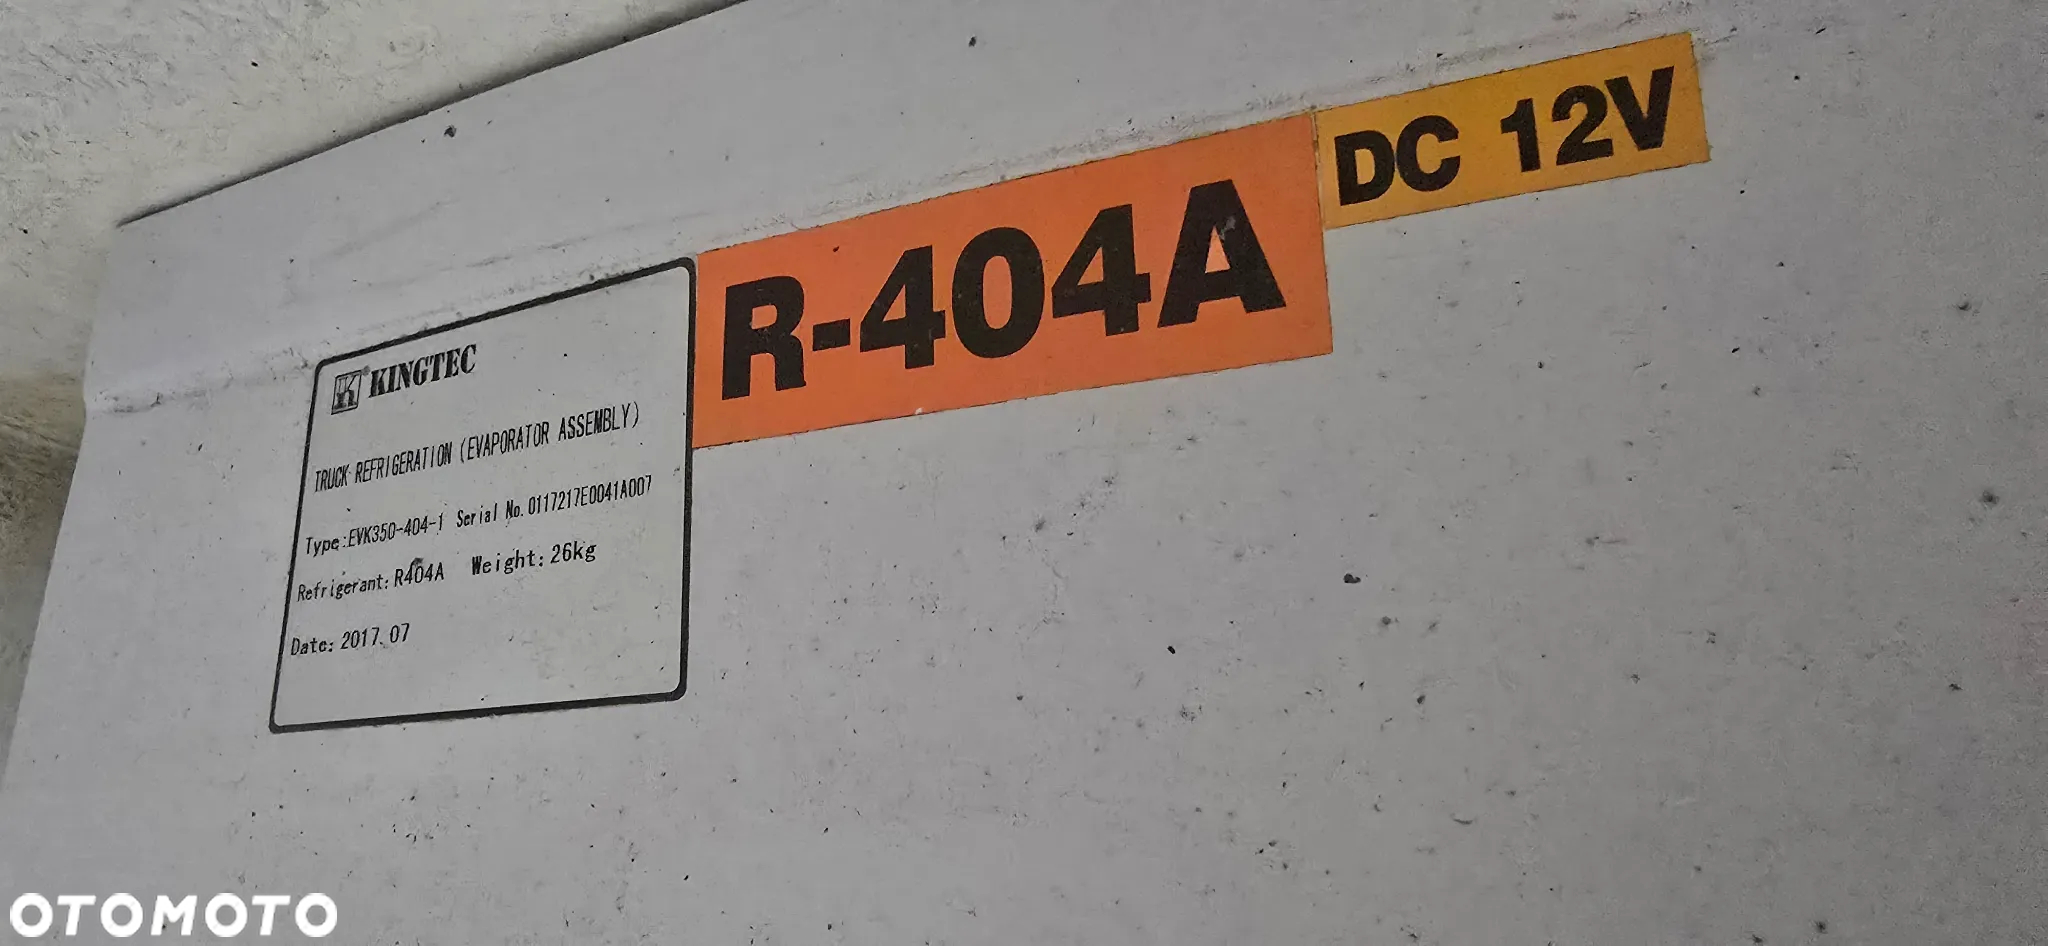 KINGTEC
TRUCK REFRIGERATION (EVAPORATOR ASSEMBLY)
Type:EVK350-404-1 Serial No.0117217E0041A007
Refrigerant:R404A Weight:26kg
Date:2017.07
R-404A
DC 12V
OTOMOTO